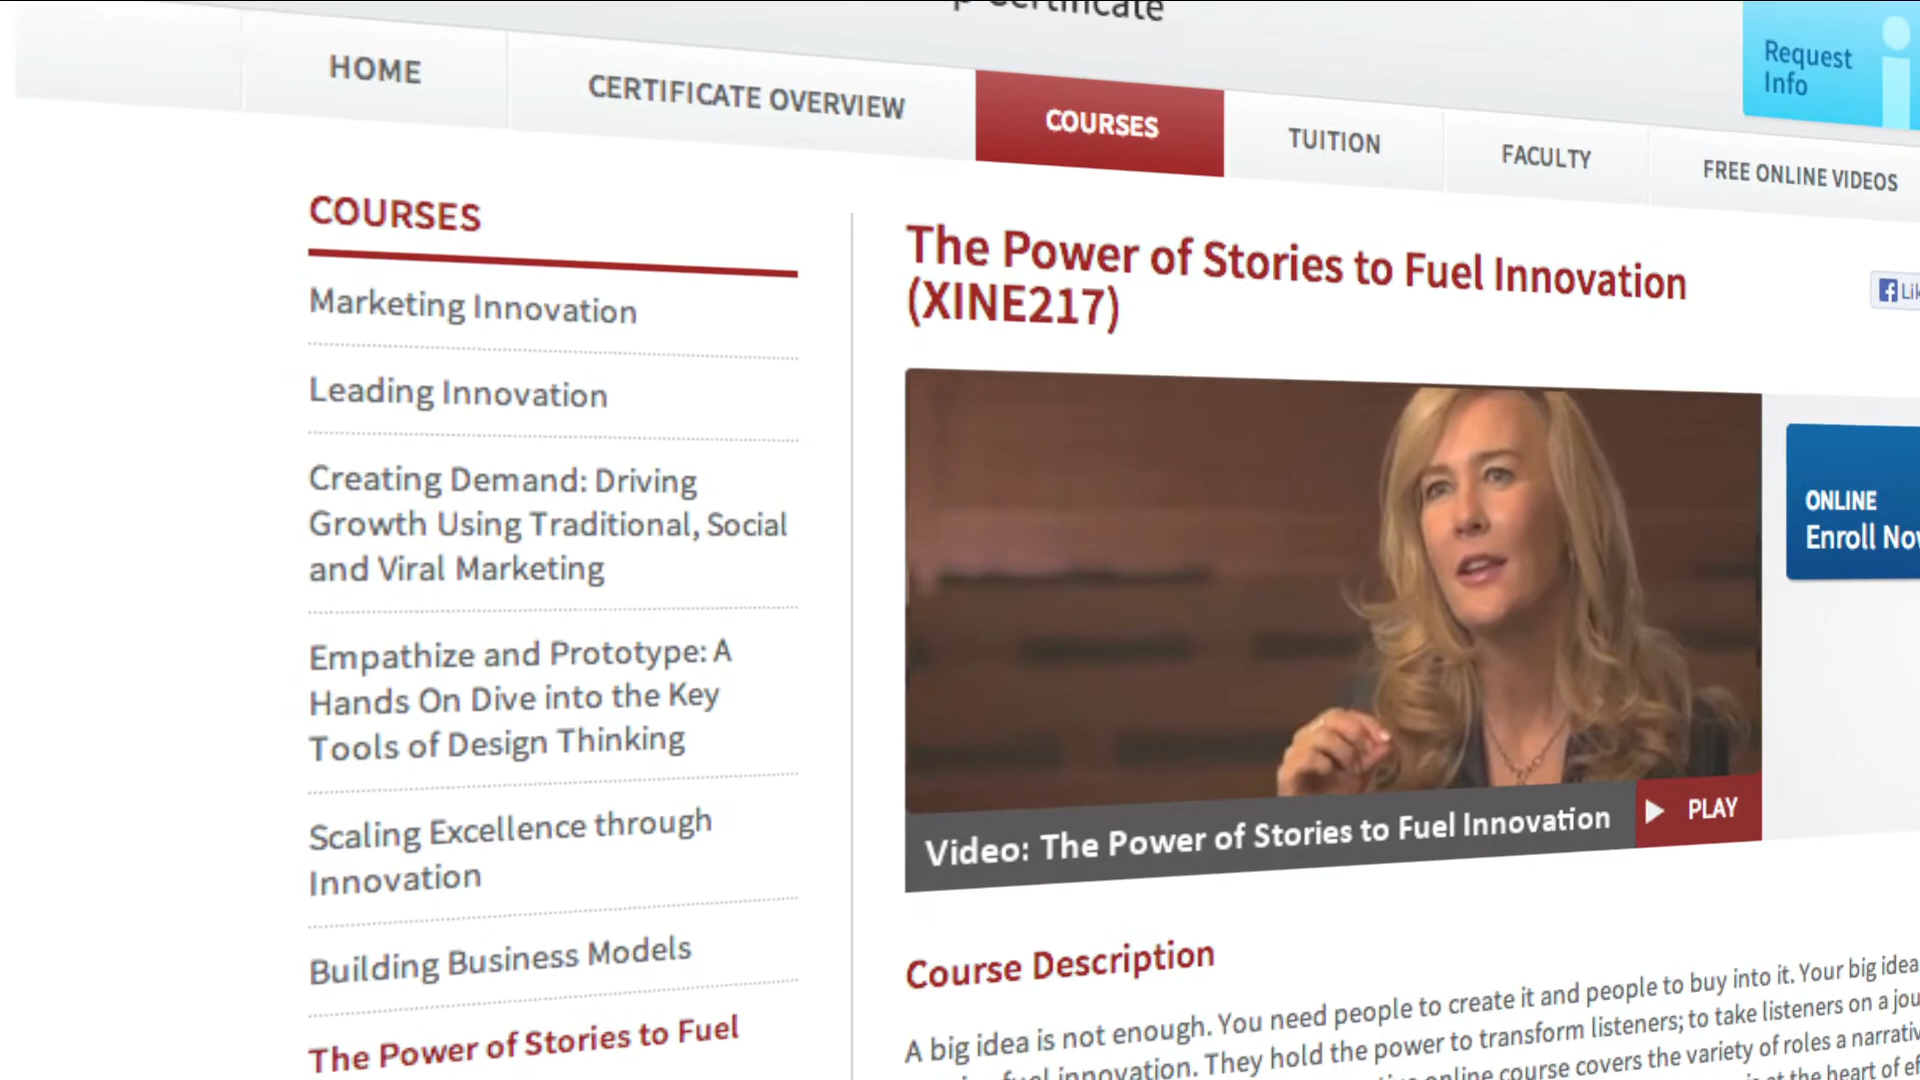 Certificate
Request
Info
HOME
CERTIFICATE OVERVIEW
COURSES
TUITION
FACULTY
FREE ONLINE VIDEOS
COURSES
Marketing Innovation
Leading Innovation
Creating Demand: Driving
Growth Using Traditional, Social
and Viral Marketing
Empathize and Prototype: A
Hands On Dive into the Key
Tools of Design Thinking
Scaling Excellence through
Innovation
Building Business Models
The Power of Stories to Fuel
The Power of Stories to Fuel Innovation
(XINE217)
Video: The Power of Stories to Fuel Innovation
PLAY
ONLINE
Enroll
Course Description
A big idea is not enough. You need people to create it and people to buy into it. Your big idea
fuel innovation. They hold the power to transform listeners; to take listeners on a
online course covers the variety of roles a
at the heart of